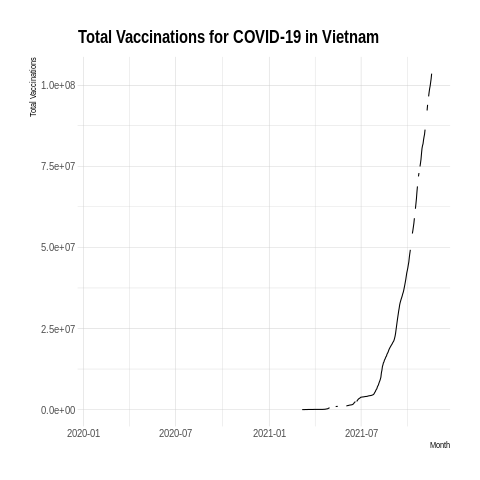 Total Vaccinations for COVID-19 in Vietnam
Total Vaccinations
1.0e+08
7.5e+07
5.0e+07
2.5e+07
0.0e+00
2020-01 2020-07 2021-01 2021-07
Month